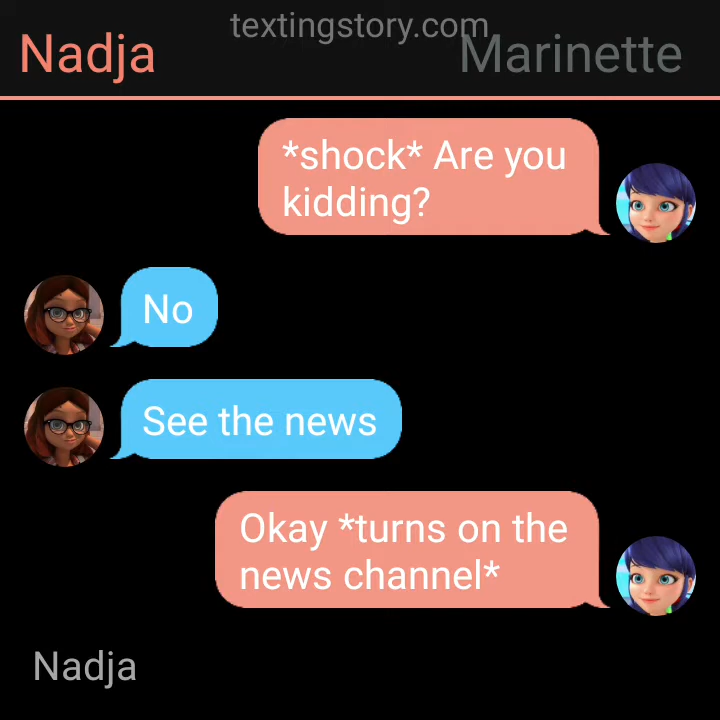 textingstory.com
Nadja
Marinette
*shock* Are you
kidding?
No
See the news
Okay *turns on the
news channel*
Nadja